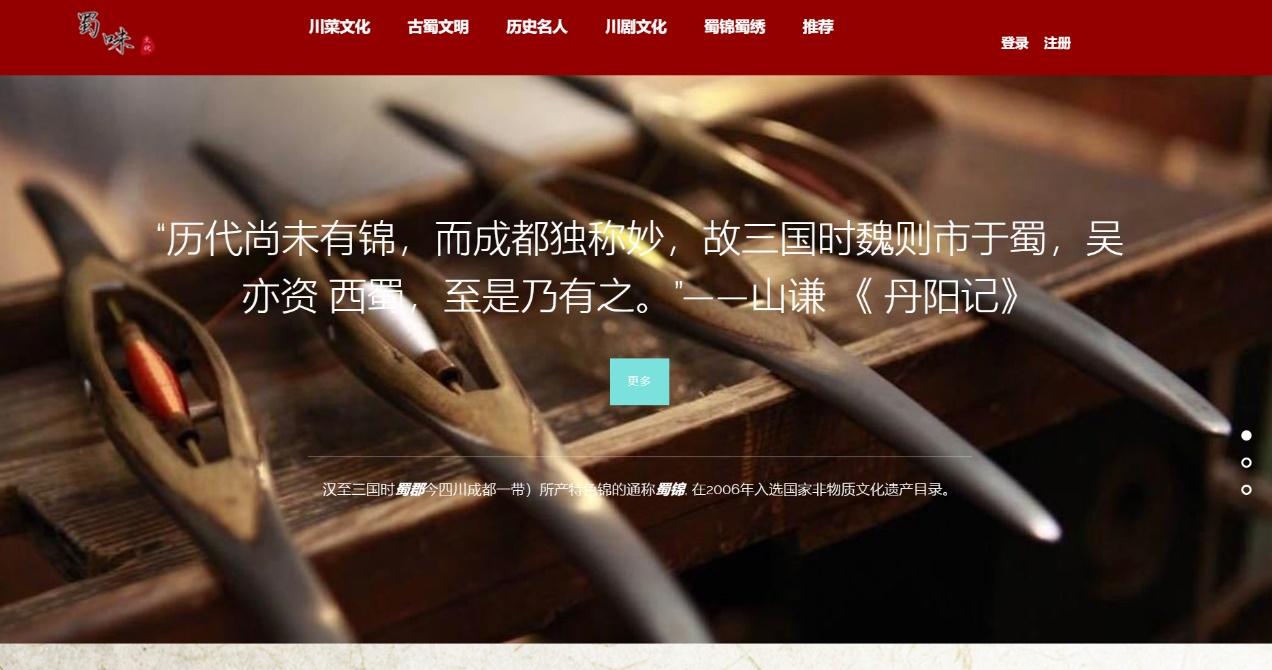 蜀味
文化
川菜文化 古蜀文明 历史名人 川剧文化 蜀锦蜀绣 推荐
登录 注册
“历代尚未有锦，而成都独称妙，故三国时魏则市于蜀，吴
亦资 西蜀，至是乃有之。”——山谦 《 丹阳记》
更多
汉至三国时蜀郡今四川成都一带）所产特色锦的通称蜀锦. 在2006年入选国家非物质文化遗产目录。